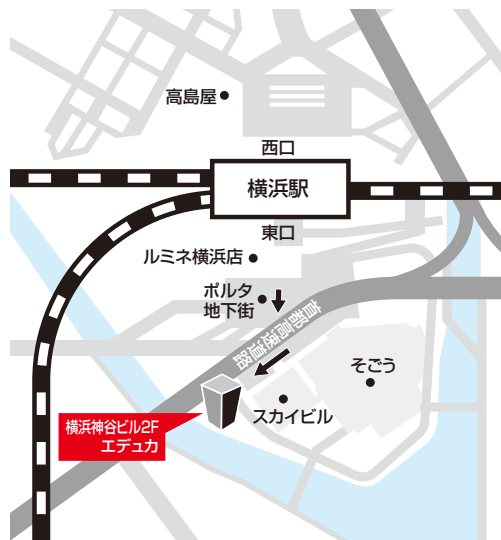 高島屋
西口
横浜駅
東口
ルミネ横浜店
ポルタ
地下街
首都高速道路
そごう
スカイビル
横浜神谷ビル2F
エデュカ